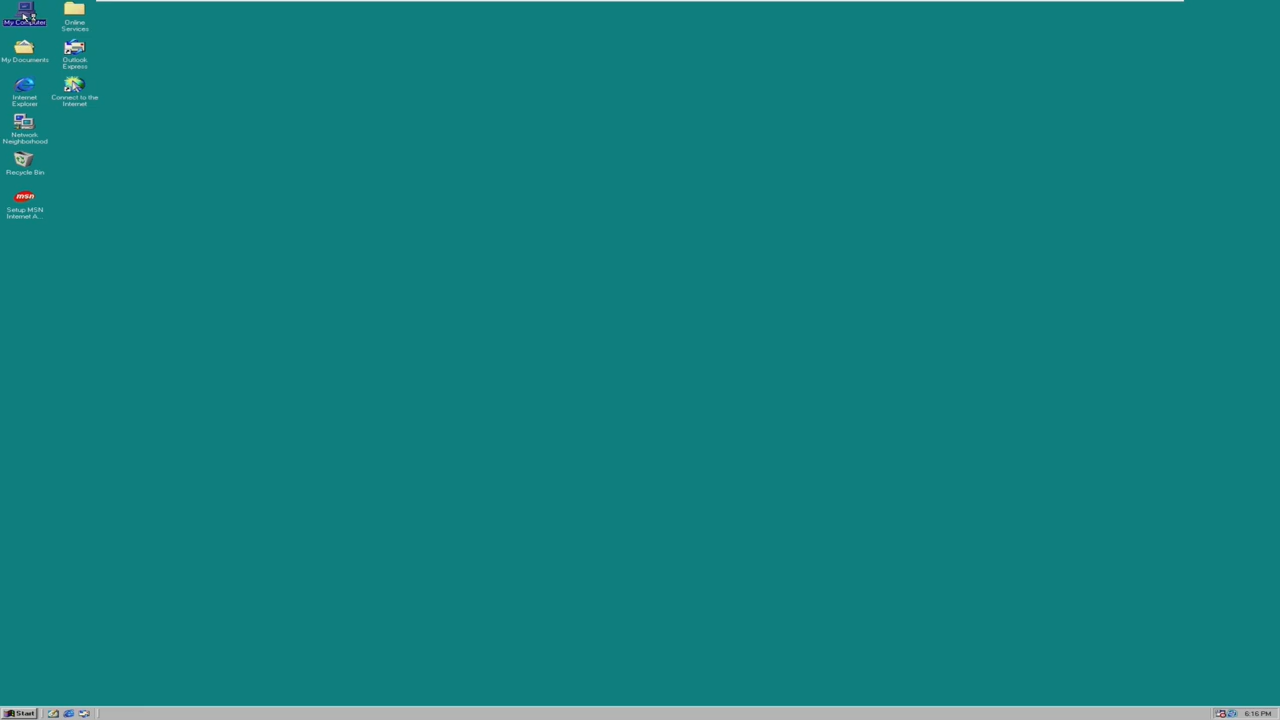 My Computer
Online
Services
My Documents
Outlook
Express
Internet
Explorer
Connect to the
Internet
Network
Neighborhood
Recycle Bin
msn
Setup MSN
Internet A...
Start
6:16 PM